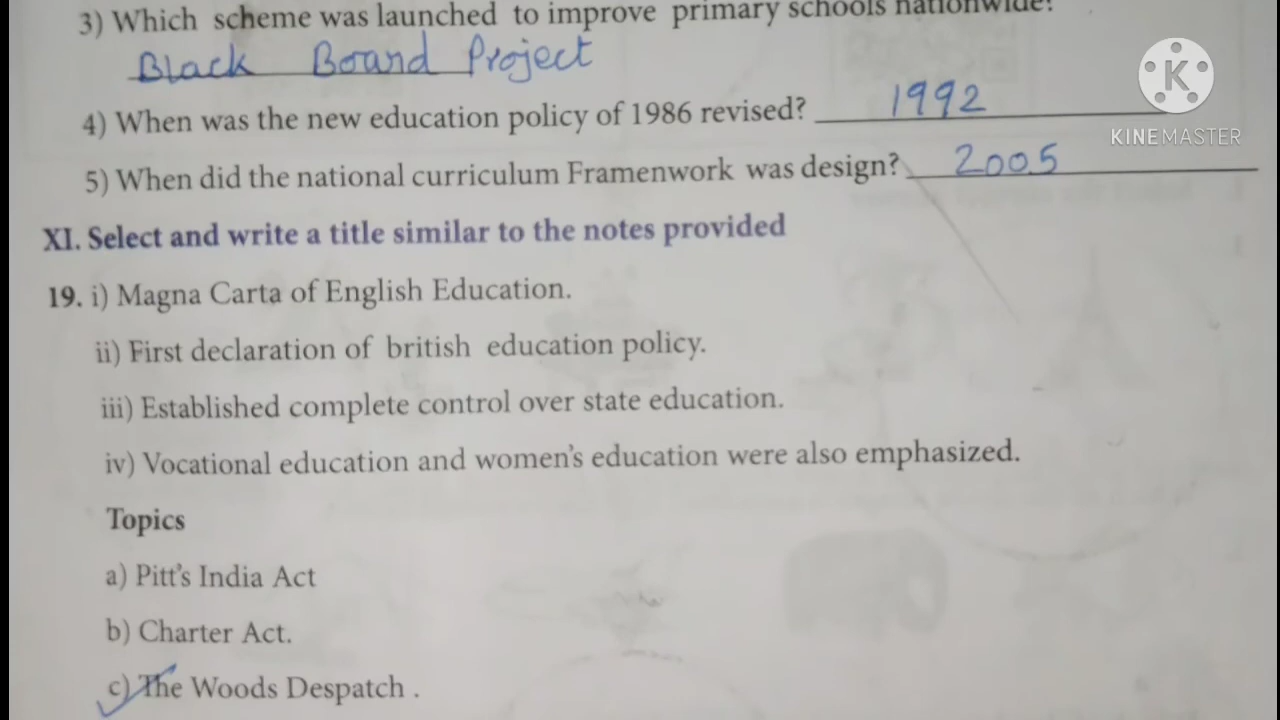 3) Which scheme was launched to improve primary schools nationwide?
Black Board Project
4) When was the new education policy of 1986 revised? 1992
5) When did the national curriculum Framenwork was design? 2005
XI. Select and write a title similar to the notes provided
19. i) Magna Carta of English Education.
ii) First declaration of british education policy.
iii) Established complete control over state education.
iv) Vocational education and women's education were also emphasized.
Topics
a) Pitt's India Act
b) Charter Act.
c) The Woods Despatch .
K
KINEMASTER